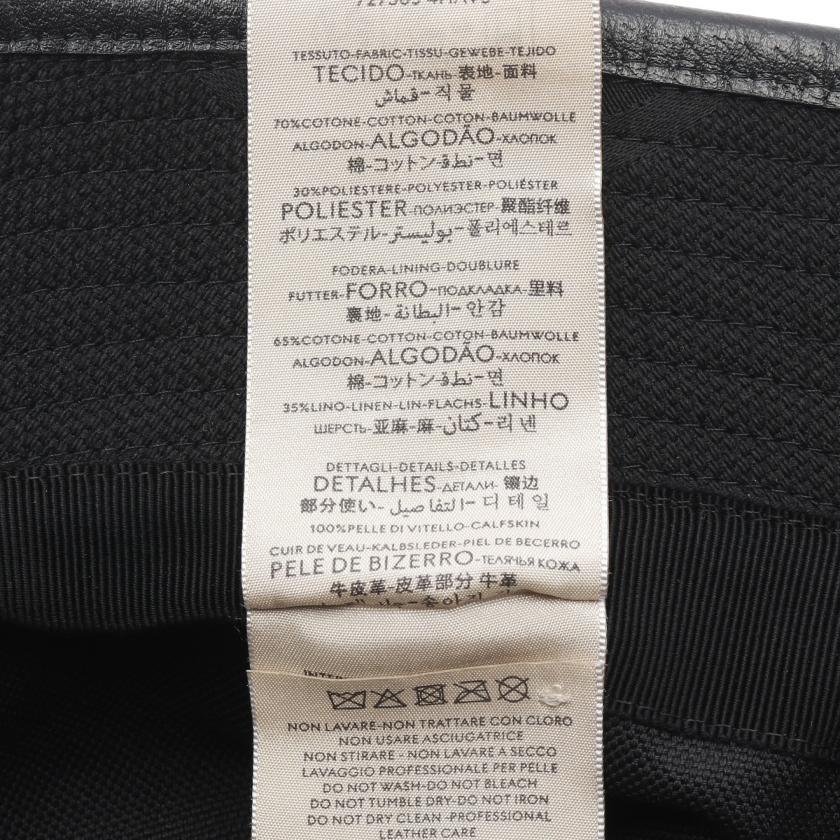 TESSUTO-FABRIC-TISSU-GEWEBE-TEJIDO
TECIDO-ТКАНЬ 表地-面料
قماش-직물
70%COTONE-COTTON-COTON-BAUMWOLLE
ALGODON-ALGODÃO-ХЛОПОК
棉-コットン-نطق-면
30%POLIESTERE-POLYESTER-POLIÉSTER
POLIESTER-ПОЛИЭСТЕР-聚酯纤维
ポリエステル-بوليستر-폴리에스테르
FODERA-LINING-DOUBLURE
FUTTER-FORRO-ПОДКЛАДКА-里料
裏地-البطانة-안감
65%COTONE-COTTON-COTON-BAUMWOLLE
ALGODON-ALGODÃO-ХЛОПОК
棉-コットン-نطق-면
35%LINO-LINEN-LIN-FLACHS-LINHO
ШЕРСТЬ-亚麻-麻-كتان-리넨
DETTAGLI-DETAILS-DETALLES
DETALHES-ДЕТАЛИ-镶边
部分使い-التفاصيل-디테일
100%PELLE DI VITELLO-CALFSKIN
CUIR DE VEAU-KALBSLEDER-PIEL DE BECERRO
PELE DE BIZERRO-ТЕЛЯЧЬЯ КОЖА
牛皮革-皮革部分 牛革
NON LAVARE-NON TRATTARE CON CLORO
NON USARE ASCIUGATRICE
NON STIRARE - NON LAVARE A SECCO
LAVAGGIO PROFESSIONALE PER PELLE
DO NOT WASH-DO NOT BLEACH
DO NOT TUMBLE DRY-DO NOT IRON
DO NOT DRY CLEAN -PROFESSIONAL
LEATHER CARE